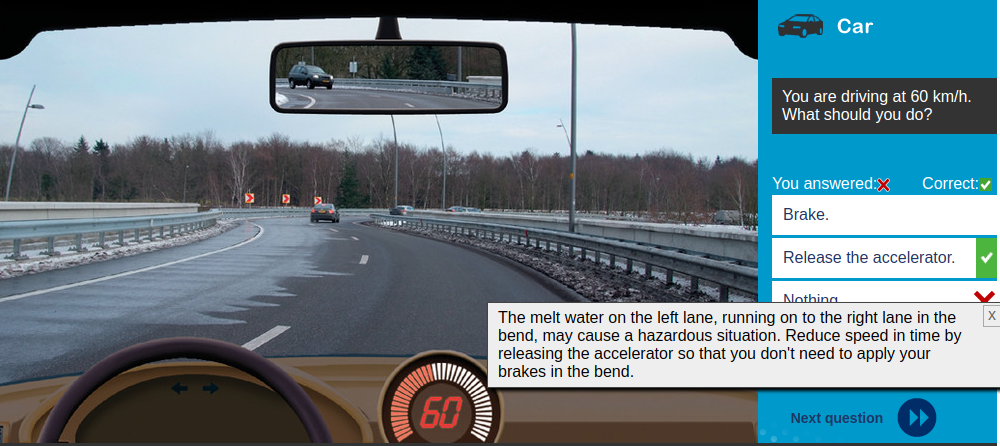 Car
You are driving at 60 km/h.
What should you do?
You answered:
Correct:
Brake.
Release the accelerator.
Nothing
The melt water on the left lane, running on to the right lane in the
bend, may cause a hazardous situation. Reduce speed in time by
releasing the accelerator so that you don't need to apply your
brakes in the bend.
X
60
Next question